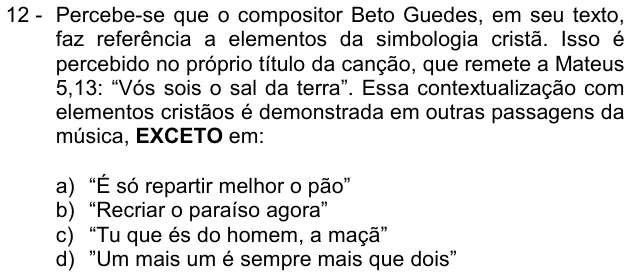 12 - Percebe-se que o compositor Beto Guedes, em seu texto,
faz referência a elementos da simbologia cristã. Isso é
percebido no próprio título da canção, que remete a Mateus
5,13: “Vós sois o sal da terra”. Essa contextualização com
elementos cristãos é demonstrada em outras passagens da
música, EXCETO em:
a) “É só repartir melhor o pão”
b) “Recriar o paraíso agora”
c) “Tu que és do homem, a maçã”
d) ”Um mais um é sempre mais que dois”